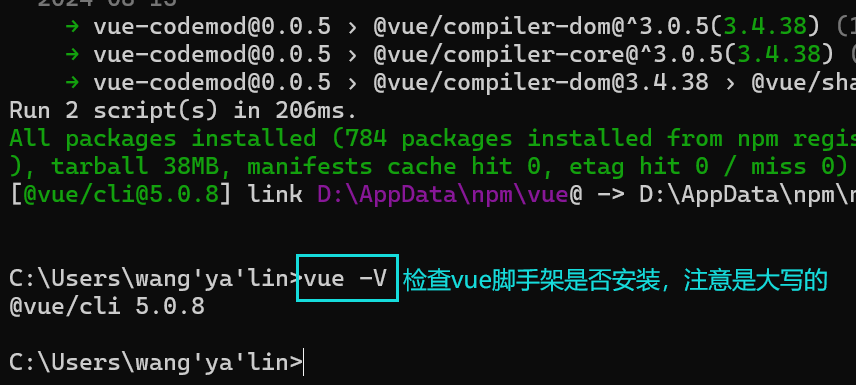 2024-08-15
→ vue-codemod@0.0.5 › @vue/compiler-dom@^3.0.5(3.4.38)
→ vue-codemod@0.0.5 › @vue/compiler-core@^3.0.5(3.4.38)
→ vue-codemod@0.0.5 › @vue/compiler-dom@3.4.38 › @vue/sha
Run 2 script(s) in 206ms.
All packages installed (784 packages installed from npm regis
), tarball 38MB, manifests cache hit 0, etag hit 0 / miss 0)
[@vue/cli@5.0.8] link D:\AppData\npm\vue@ -> D:\AppData\npm\n
C:\Users\wang'ya'lin>vue -V 检查vue脚手架是否安装，注意是大写的
@vue/cli 5.0.8
C:\Users\wang'ya'lin>